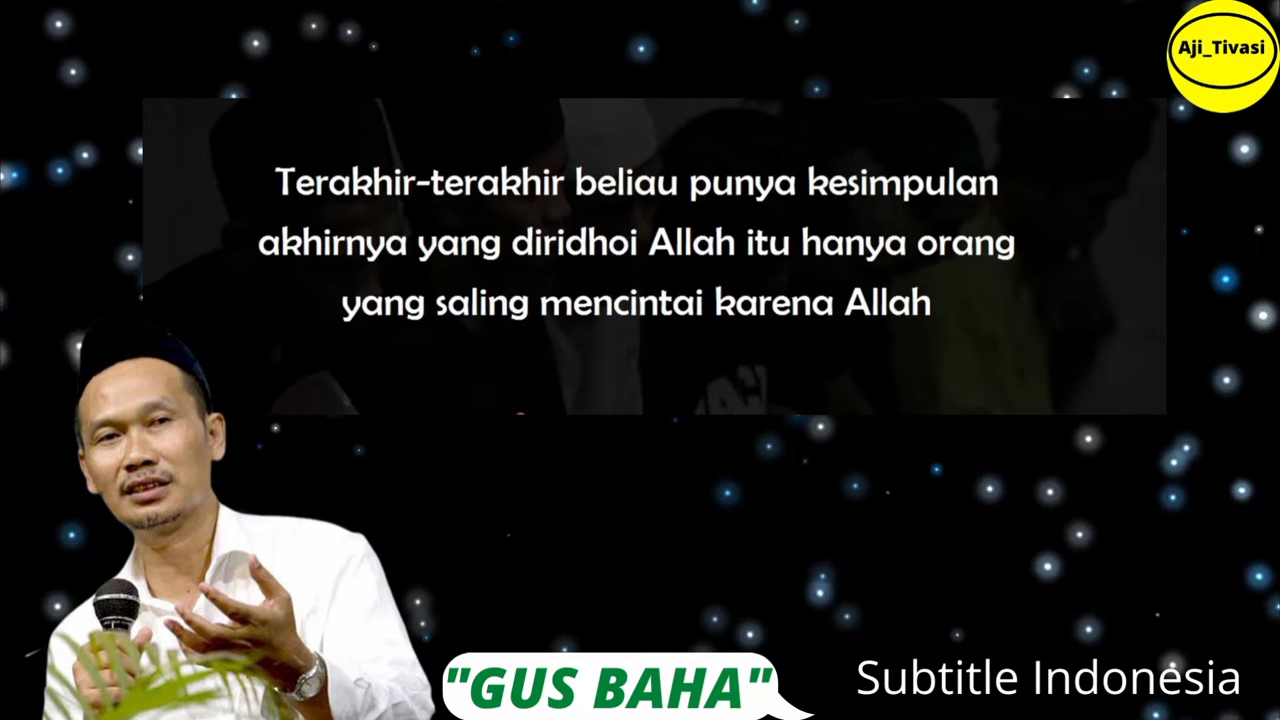 Aji_Tivasi
Terakhir-terakhir beliau punya kesimpulan
akhirnya yang diridhoi Allah itu hanya orang
yang saling mencintai karena Allah
"GUS BAHA"
Subtitle Indonesia